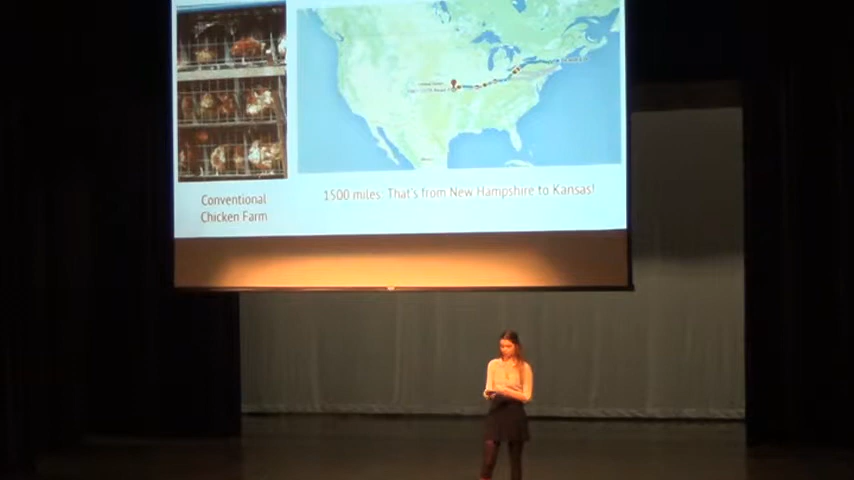 Conventional
Chicken Farm
1500 miles. That's from New Hampshire to Kansas!